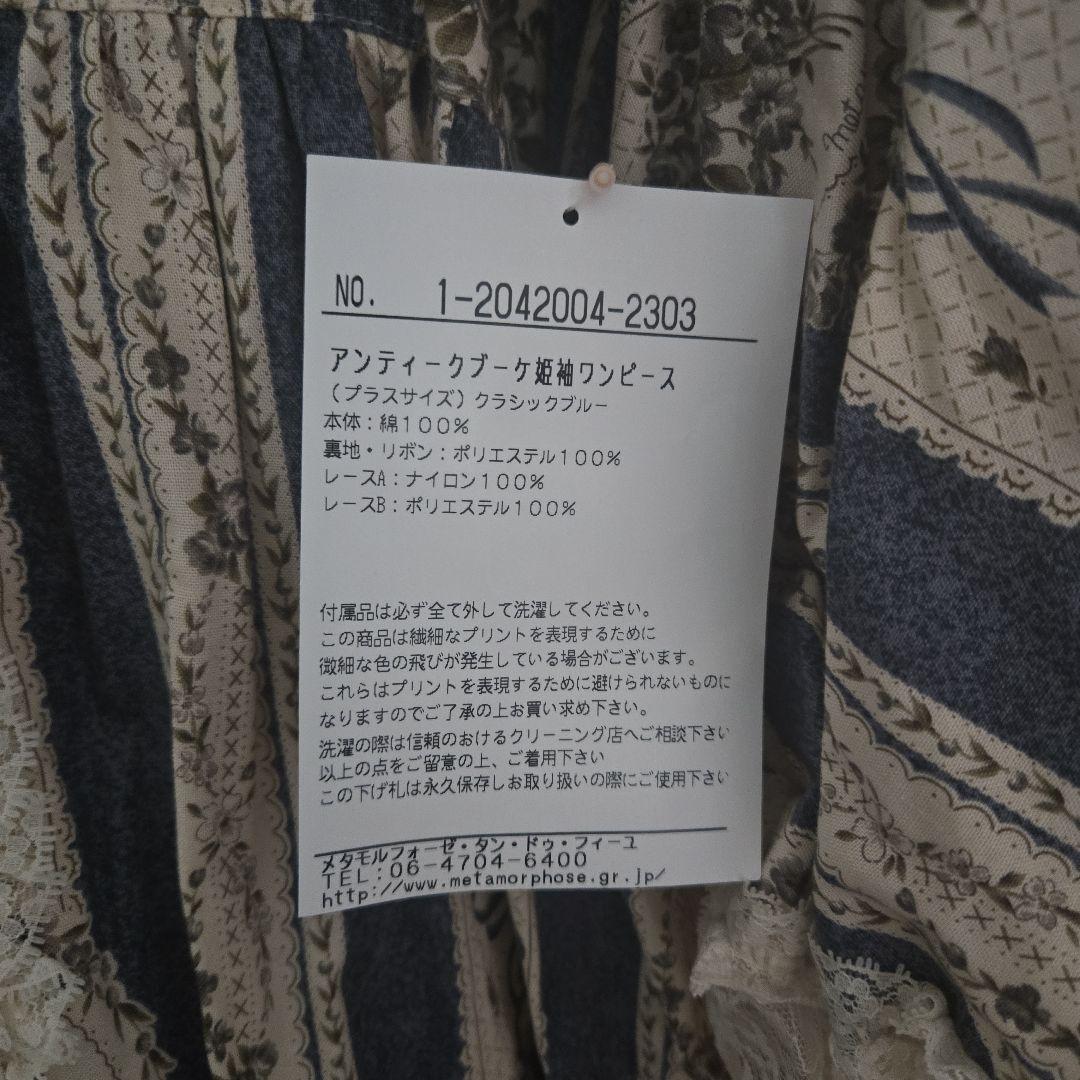 NO. 1-2042004-2303
アンティークブーケ姫袖ワンピース
(プラスサイズ)クラシックブルー
本体:綿100%
裏地・リボン:ポリエステル100%
レースA:ナイロン100%
レースB:ポリエステル100%
付属品は必ず全て外して洗濯してください。
この商品は繊細なプリントを表現するために
微細な色の飛びが発生している場合がございます。
これらはプリントを表現するために避けられないものに
なりますのでご了承の上お買い求め下さい。
洗濯の際は信頼のおけるクリーニング店へご相談下さい
以上の点をご留意の上、ご着用下さい
この下げ札は永久保存しお取り扱いの際にご使用下さい
メタモルフォーゼ・タン・ドゥ・フィーユ
TEL:06-4704-6400
http://www.metamorphose.gr.jp/